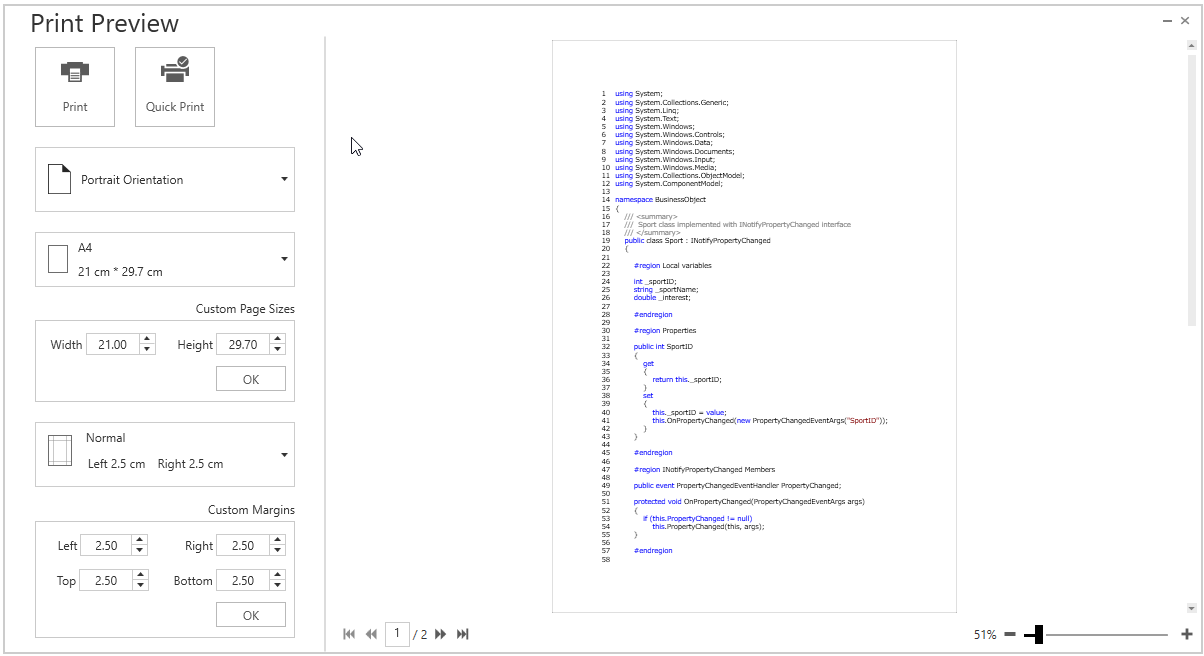 Print Preview
Print
Quick Print
Portrait Orientation
A4
21 cm * 29.7 cm
Custom Page Sizes
Width 21.00 Height 29.70
OK
Normal
Left 2.5 cm Right 2.5 cm
Custom Margins
Left 2.50 Right 2.50
Top 2.50 Bottom 2.50
OK
1 using System;
2 using System.Collections.Generic;
3 using System.Linq;
4 using System.Text;
5 using System.Windows;
6 using System.Windows.Controls;
7 using System.Windows.Data;
8 using System.Windows.Documents;
9 using System.Windows.Input;
10 using System.Windows.Media;
11 using System.Collections.ObjectModel;
12 using System.ComponentModel;
13
14 namespace BusinessObject
15 {
16 /// <summary>
17 /// Sport class implemented with INotifyPropertyChanged interface
18 /// </summary>
19 public class Sport : INotifyPropertyChanged
20 {
21
22 #region Local variables
23
24 int _sportID;
25 string _sportName;
26 double _interest;
27
28 #endregion
29
30 #region Properties
31
32 public int SportID
33 {
34 get
35 {
36 return this._sportID;
37 }
38 set
39 {
40 this._sportID = value;
41 this.OnPropertyChanged(new PropertyChangedEventArgs("SportID"));
42 }
43 }
44
45 #endregion
46
47 #region INotifyPropertyChanged Members
48
49 public event PropertyChangedEventHandler PropertyChanged;
50
51 protected void OnPropertyChanged(PropertyChangedEventArgs args)
52 {
53 if (this.PropertyChanged != null)
54 this.PropertyChanged(this, args);
55 }
56
57 #endregion
58
1 / 2
51%